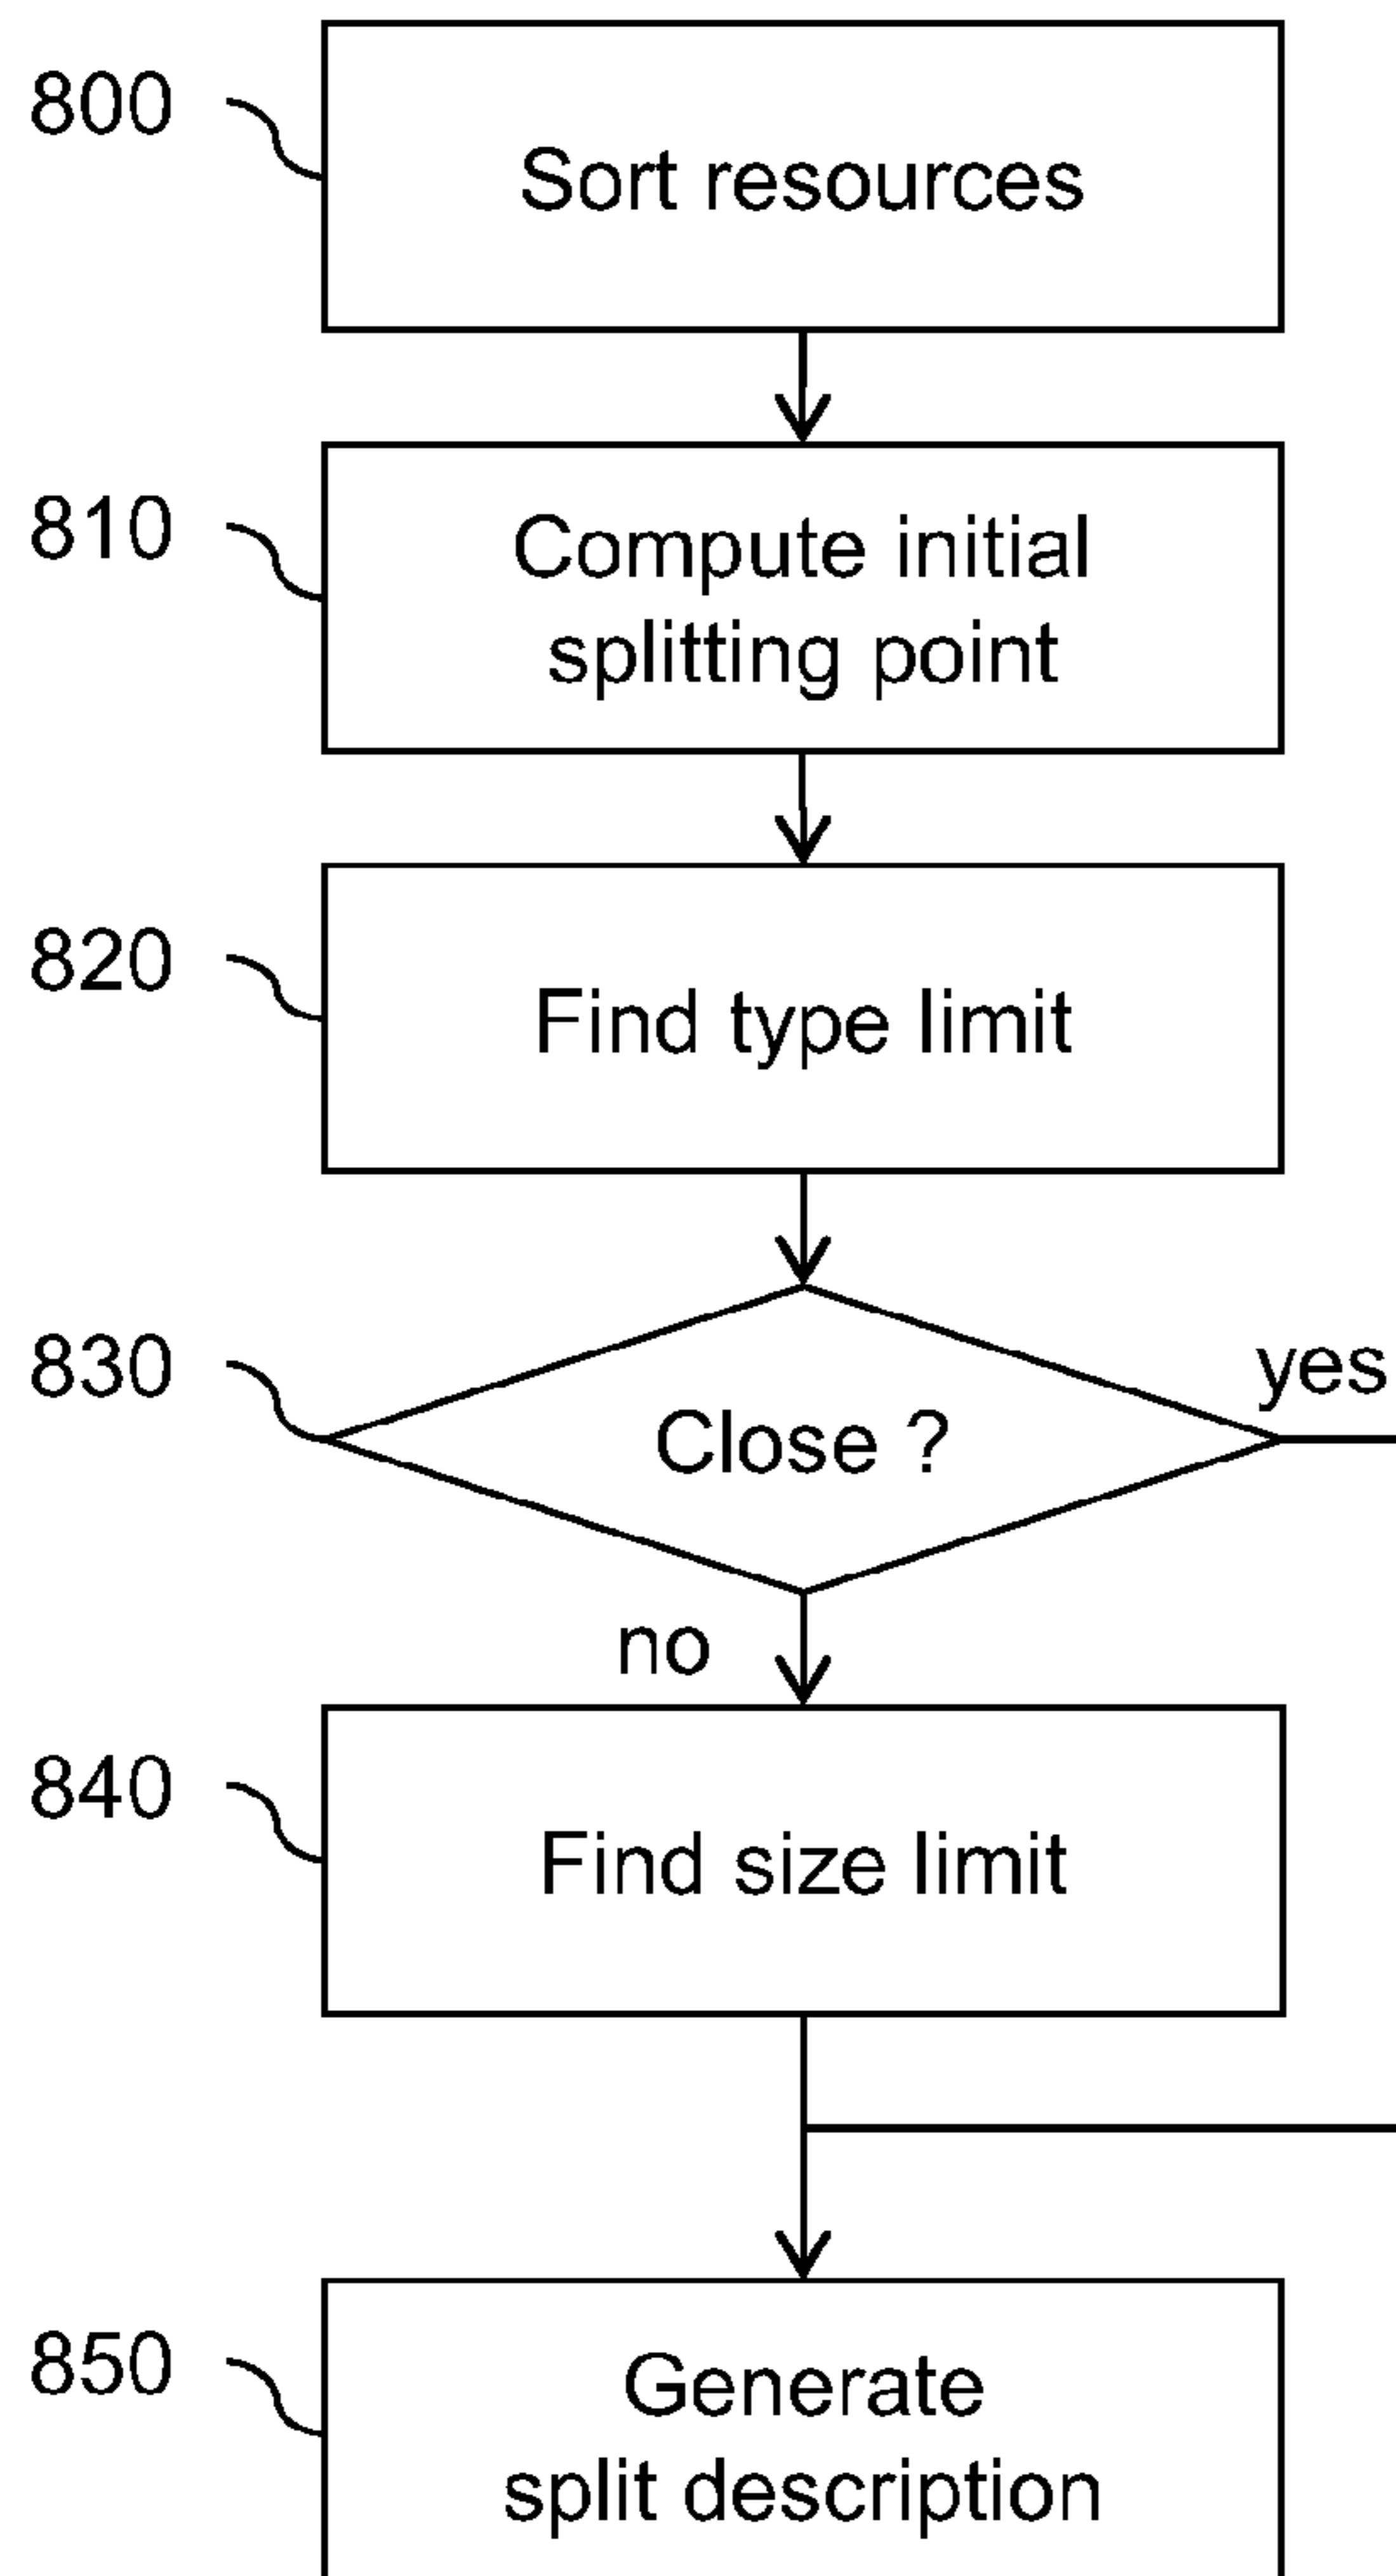 800
Sort resources
810
Compute initial
splitting point
820
Find type limit
830
Close ?
yes
no
840
Find size limit
850
Generate
split description